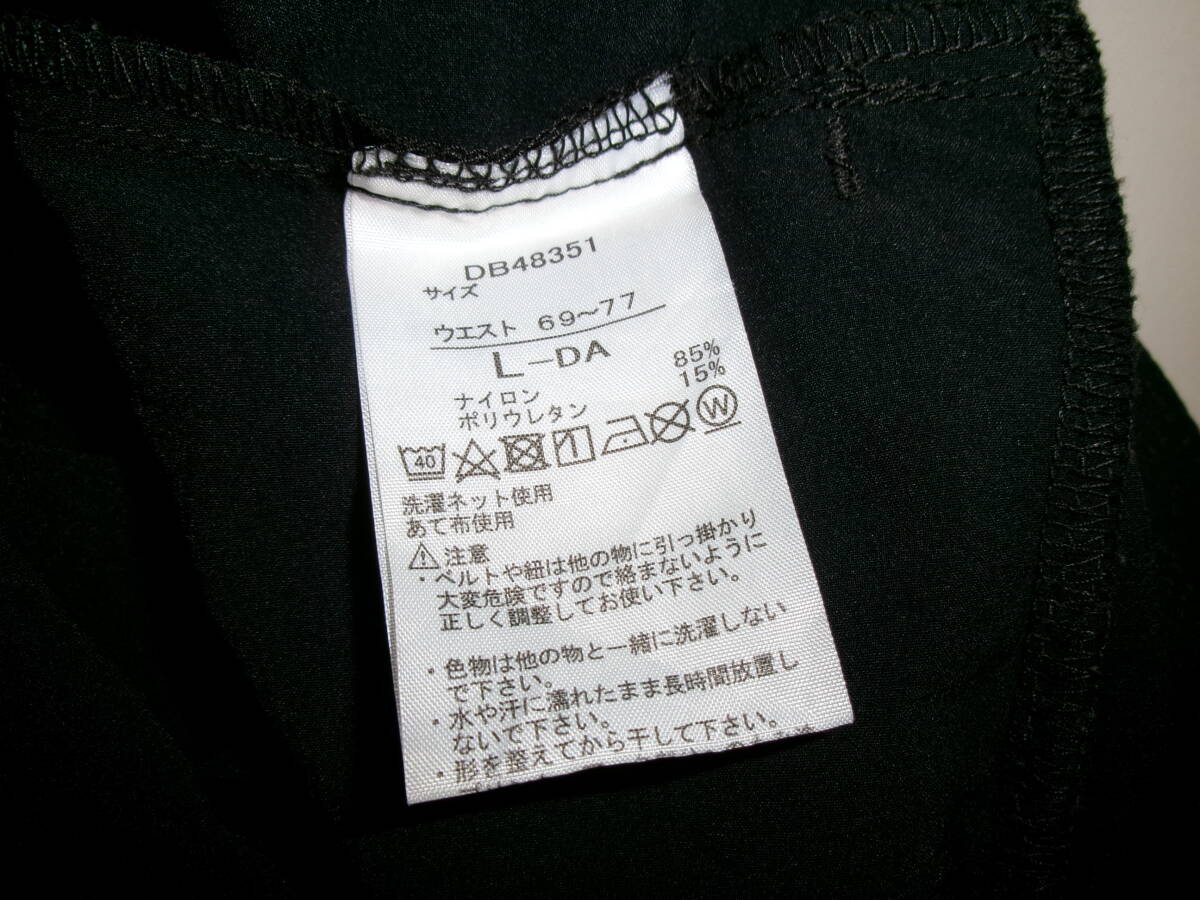 DB48351
サイズ
ウエスト 69～77
L-DA
ナイロン 85%
ポリウレタン 15%
40 W
洗濯ネット使用
あて布使用
注意
・ベルトや紐は他の物に引っ掛かり
大変危険ですので絡まないように
正しく調整してお使い下さい。
・色物は他の物と一緒に洗濯しない
で下さい。
・水や汗に濡れたまま長時間放置し
ないで下さい。
・形を整えてから干して下さい。